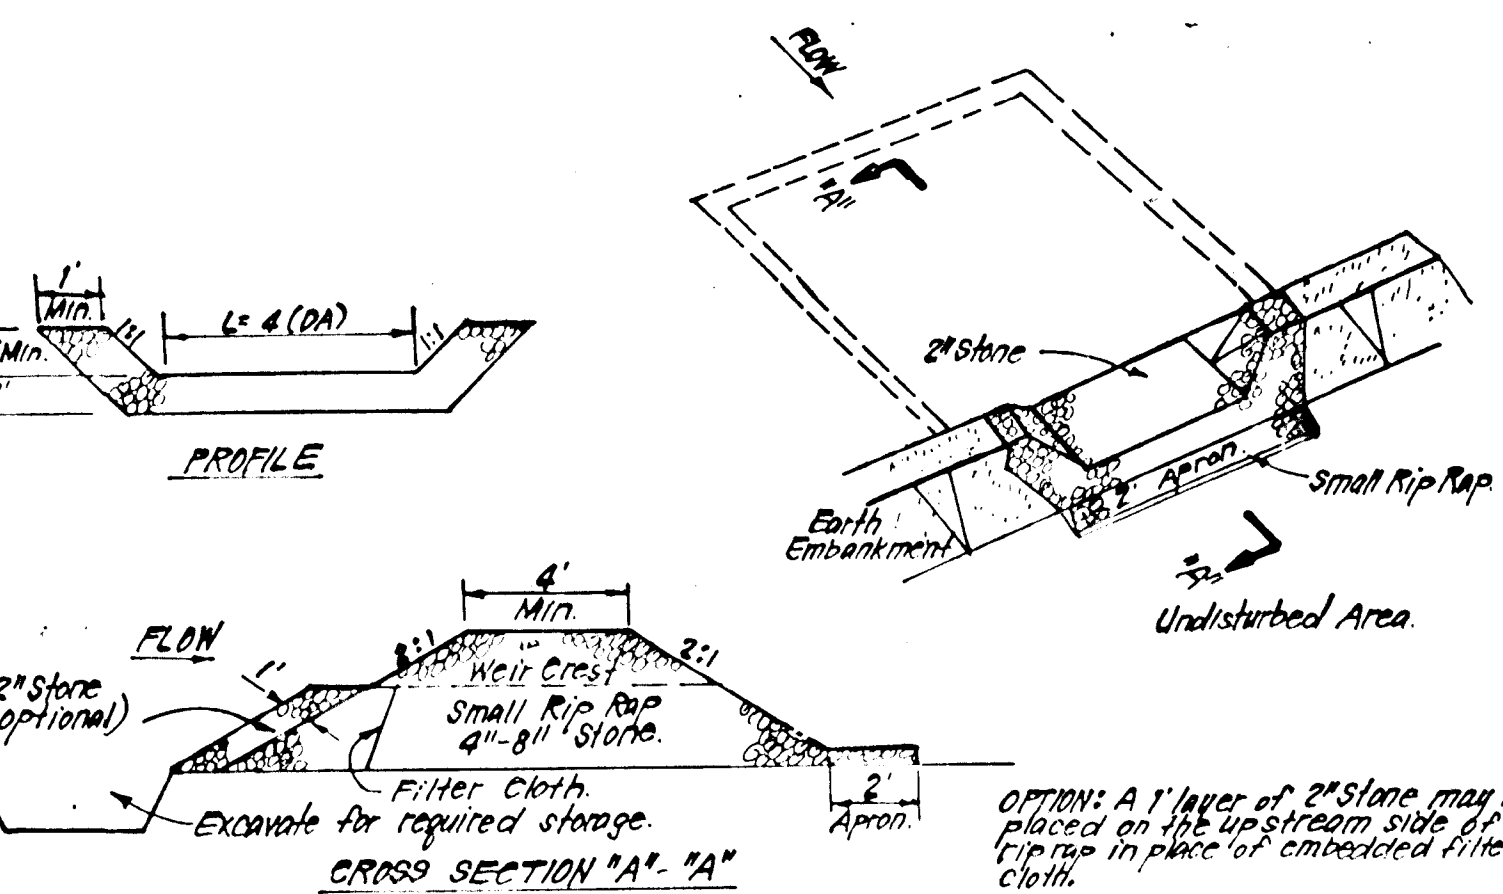 FLOW
"A"
1'
Min.
1:1
L= 4 (DA)
1:1
Min.
PROFILE
2" Stone
2' Apron.
Small Rip Rap.
Earth
Embankment
"A"
Undisturbed Area.
4'
Min.
FLOW
2:1
2:1
1'
Weir Crest
2" Stone
optional)
Small Rip Rap
4"-8" Stone.
Filter Cloth.
Excavate for required storage.
2'
Apron.
CROSS SECTION "A"- "A"
OPTION: A 1' layer of 2" Stone may
placed on the upstream side of
rip rap in place of embedded filte
cloth.